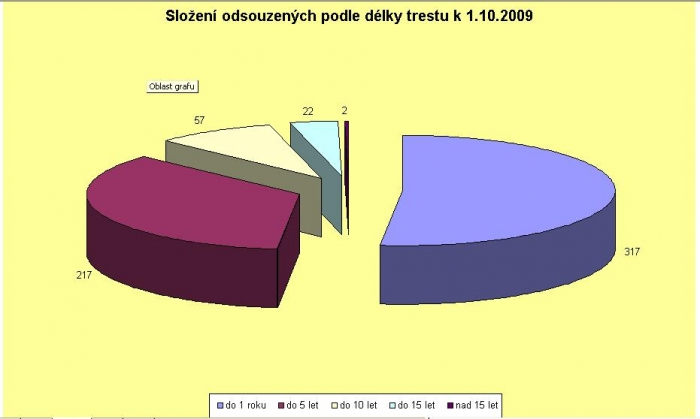 Složení odsouzených podle délky trestu k 1.10.2009
Oblast grafu
57
22
2
317
217
do 1 roku do 5 let do 10 let do 15 let nad 15 let